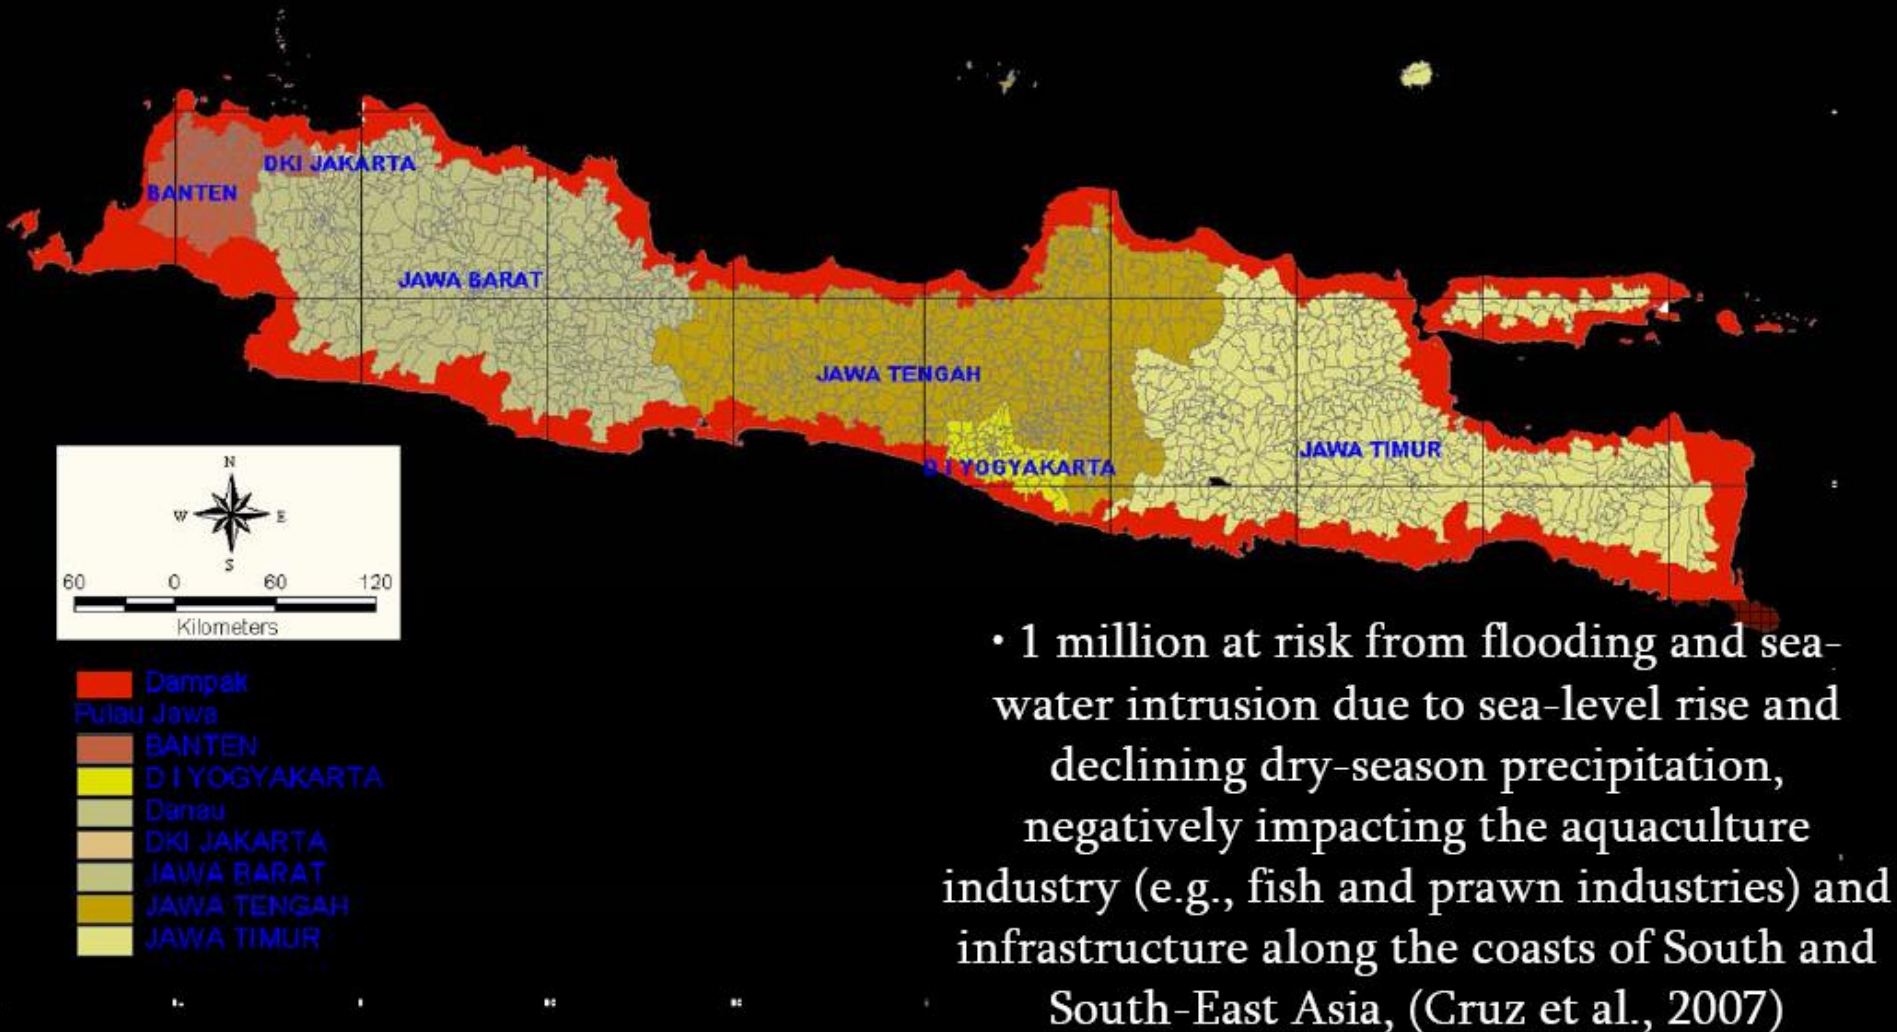 DKI JAKARTA
BANTEN
JAWA BARAT
JAWA TENGAH
D I YOGYAKARTA
JAWA TIMUR
N
W E
S
60 0 60 120
Kilometers
Dampak
Pulau Jawa
BANTEN
D I YOGYAKARTA
Danau
DKI JAKARTA
JAWA BARAT
JAWA TENGAH
JAWA TIMUR
• 1 million at risk from flooding and sea-
water intrusion due to sea-level rise and
declining dry-season precipitation,
negatively impacting the aquaculture
industry (e.g., fish and prawn industries) and
infrastructure along the coasts of South and
South-East Asia, (Cruz et al., 2007)